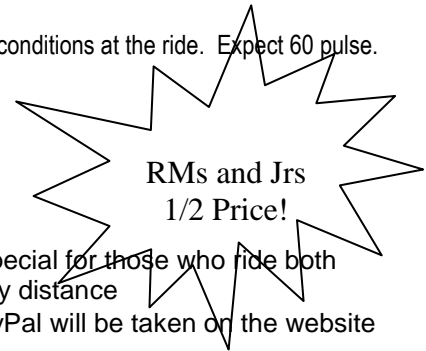 conditions at the ride. Expect 60 pulse.
RMs and Jrs
1/2 Price!
pecial for those who ride both
y distance
yPal will be taken on the website